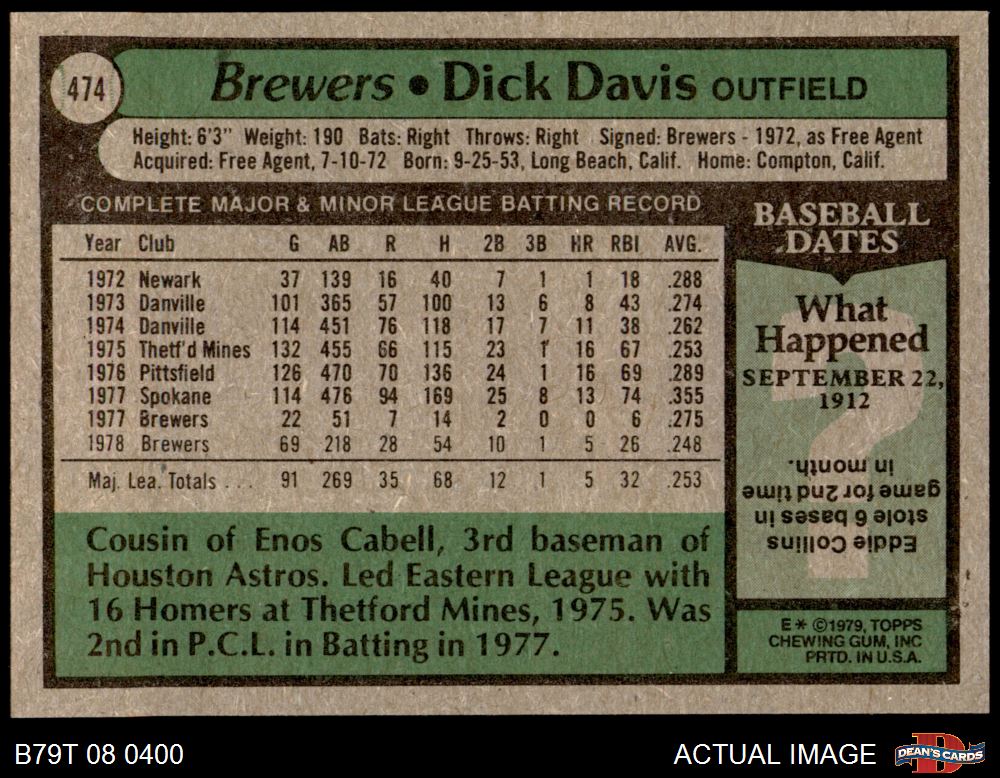 474
Brewers • Dick Davis OUTFIELD
Height: 6'3" Weight: 190 Bats: Right Throws: Right Signed: Brewers - 1972, as Free Agent
Acquired: Free Agent, 7-10-72 Born: 9-25-53, Long Beach, Calif. Home: Compton, Calif.
COMPLETE MAJOR & MINOR LEAGUE BATTING RECORD
Year Club G AB R H 2B 3B HR RBI AVG.
1972 Newark 37 139 16 40 7 1 1 18 .288
1973 Danville 101 365 57 100 13 6 8 43 .274
1974 Danville 114 451 76 118 17 7 11 38 .262
1975 Thetf'd Mines 132 455 66 115 23 1 16 67 .253
1976 Pittsfield 126 470 70 136 24 1 16 69 .289
1977 Spokane 114 476 94 169 25 8 13 74 .355
1977 Brewers 22 51 7 14 2 0 0 6 .275
1978 Brewers 69 218 28 54 10 1 5 26 .248
Maj. Lea. Totals . . . 91 269 35 68 12 1 5 32 .253
Cousin of Enos Cabell, 3rd baseman of
Houston Astros. Led Eastern League with
16 Homers at Thetford Mines, 1975. Was
2nd in P.C.L. in Batting in 1977.
BASEBALL
DATES
What
Happened
SEPTEMBER 22,
1912
?
Eddie Collins
stole 6 bases in
game for 2nd time
in month.
E* ©1979, TOPPS
CHEWING GUM, INC
PRTD. IN U.S.A.
B79T 08 0400
ACTUAL IMAGE
DEAN'S CARDS